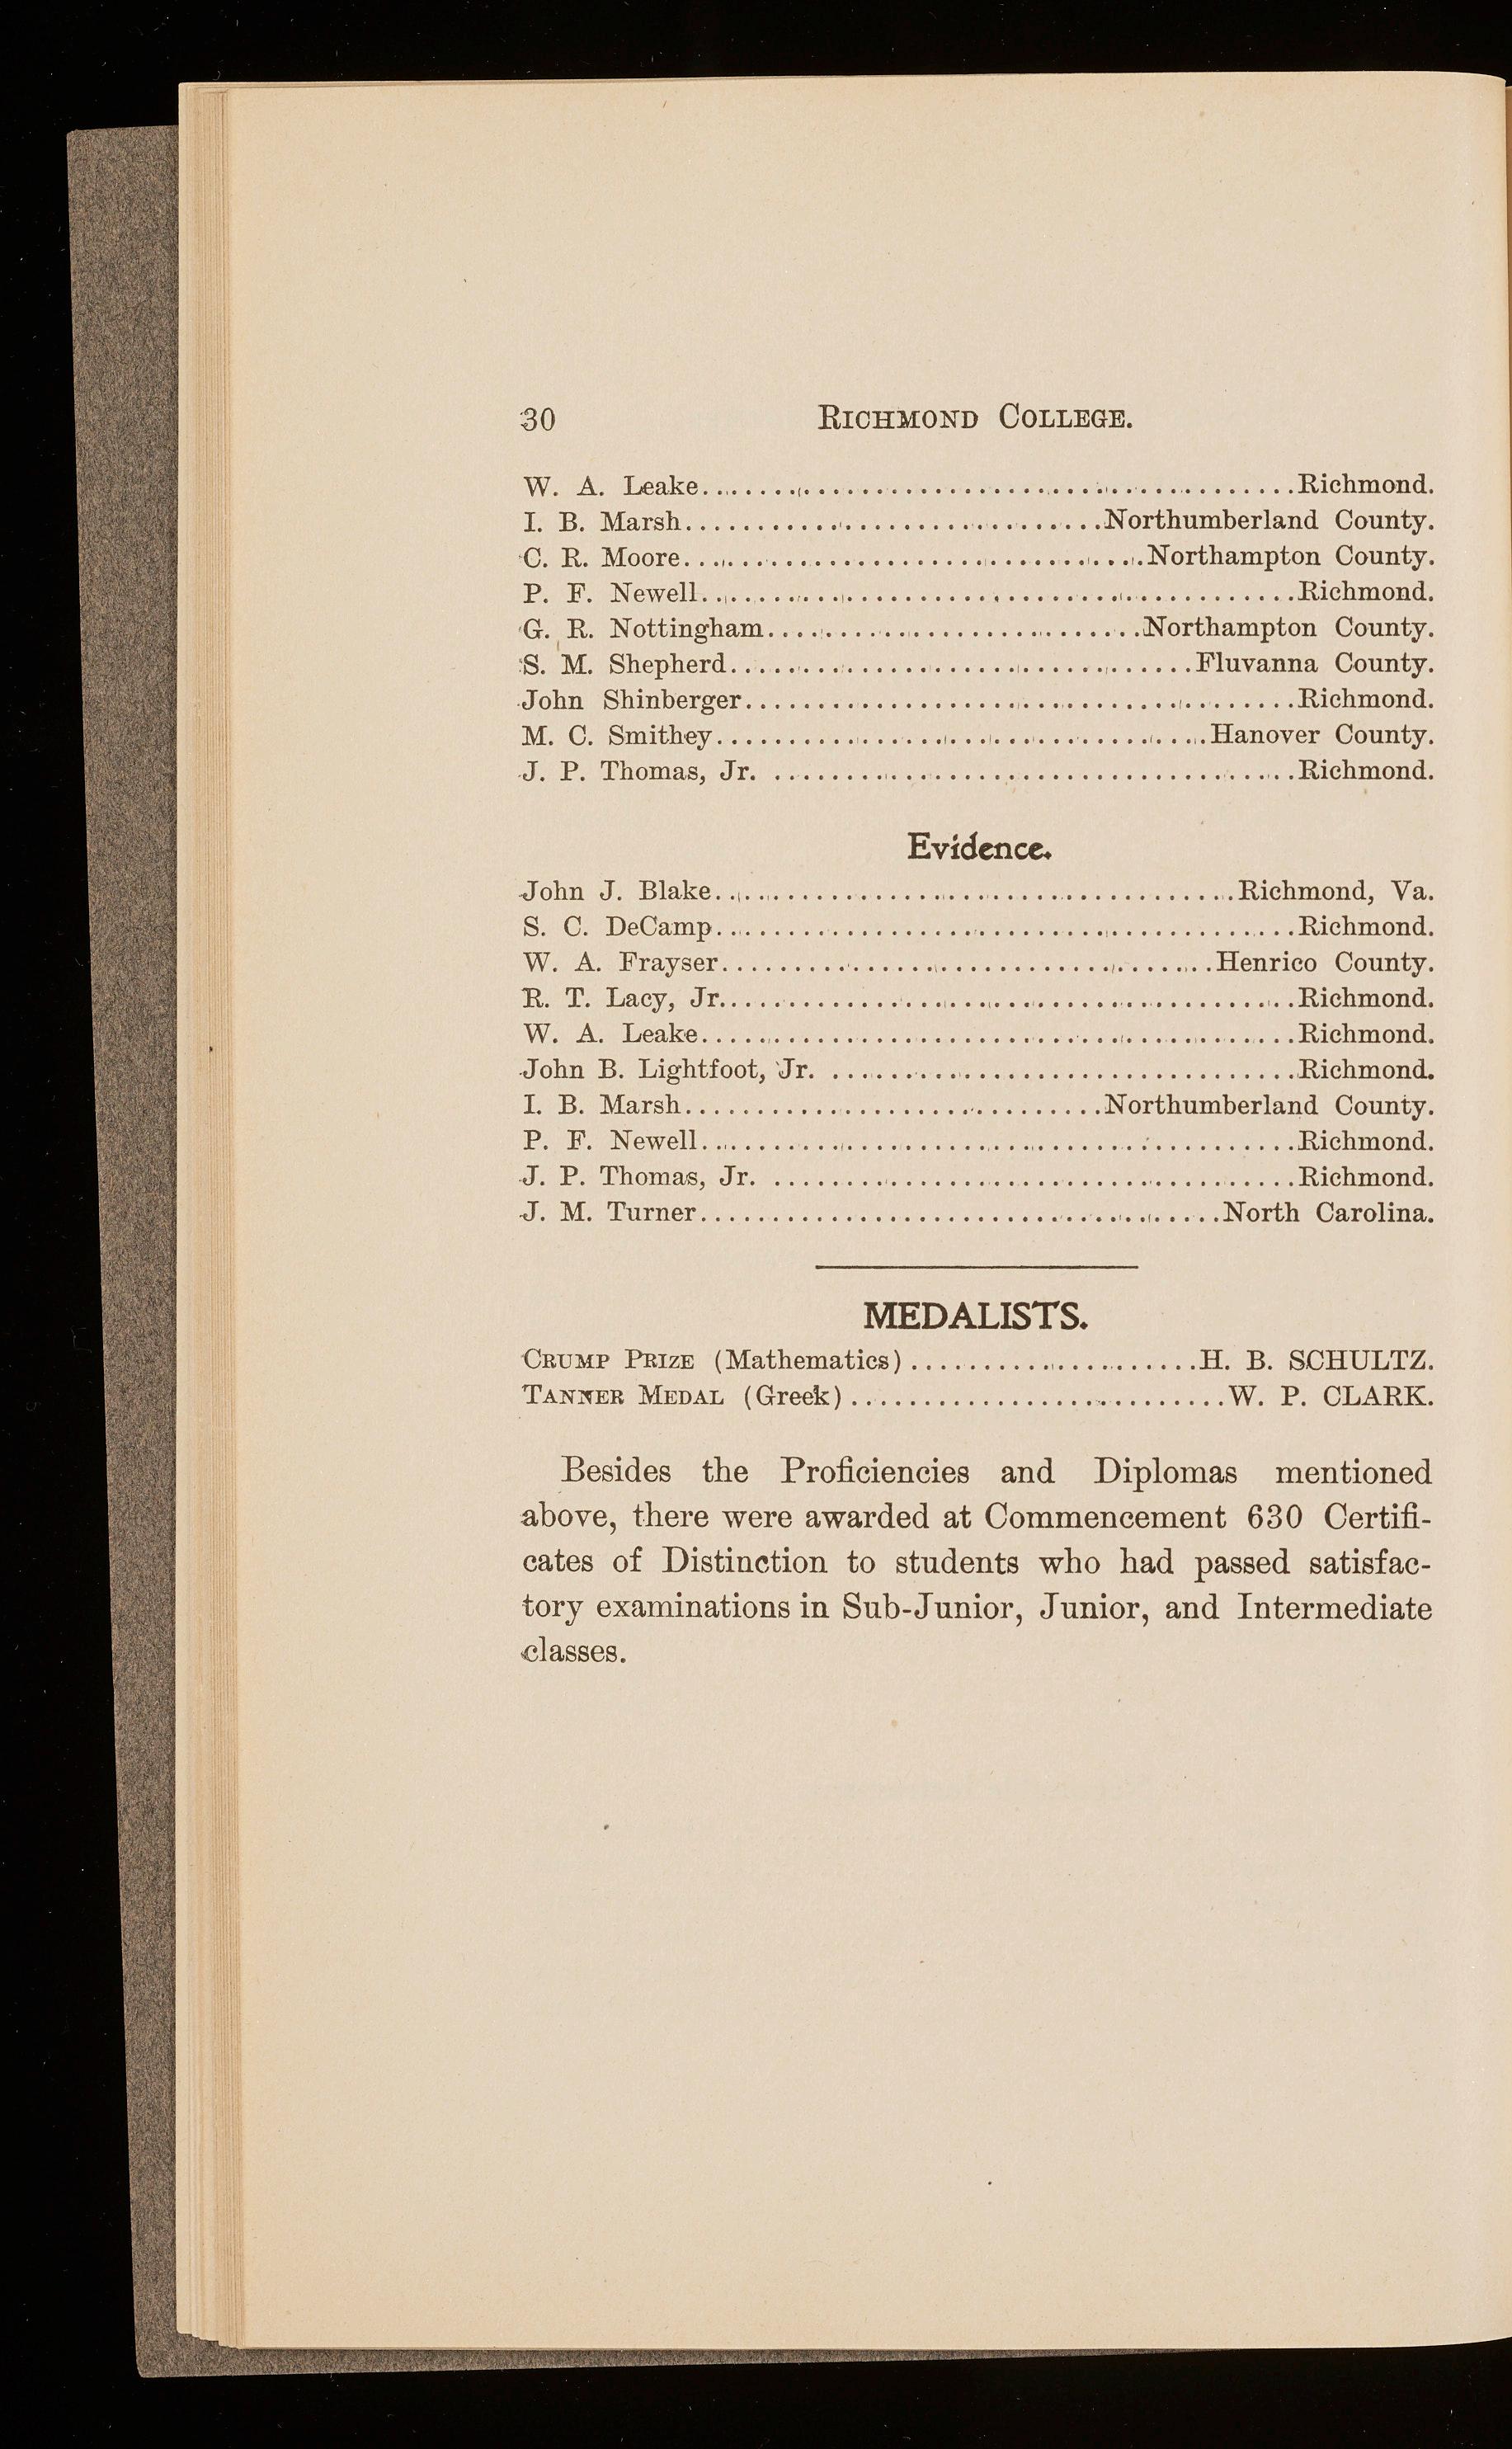 30 RICHMOND COLLEGE.
W. A. Leake........................................Richmond.
I. B. Marsh.............................Northumberland County.
C. R. Moore................................Northampton County.
P. F. Newell.........................................Richmond.
G. R. Nottingham..........................Northampton County.
S. M. Shepherd................................Fluvanna County.
John Shinberger......................................Richmond.
M. C. Smithey..................................Hanover County.
J. P. Thomas, Jr. ....................................Richmond.
Evidence.
John J. Blake....................................Richmond, Va.
S. C. DeCamp........................................Richmond.
W. A. Frayser..................................Henrico County.
R. T. Lacy, Jr.......................................Richmond.
W. A. Leake.........................................Richmond.
John B. Lightfoot, Jr. ................................Richmond.
I. B. Marsh.............................Northumberland County.
P. F. Newell.........................................Richmond.
J. P. Thomas, Jr. ....................................Richmond.
J. M. Turner....................................North Carolina.
MEDALISTS.
CRUMP PRIZE (Mathematics)....................H. B. SCHULTZ.
TANNER MEDAL (Greek)..........................W. P. CLARK.
Besides the Proficiencies and Diplomas mentioned
above, there were awarded at Commencement 630 Certifi-
cates of Distinction to students who had passed satisfac-
tory examinations in Sub-Junior, Junior, and Intermediate
classes.